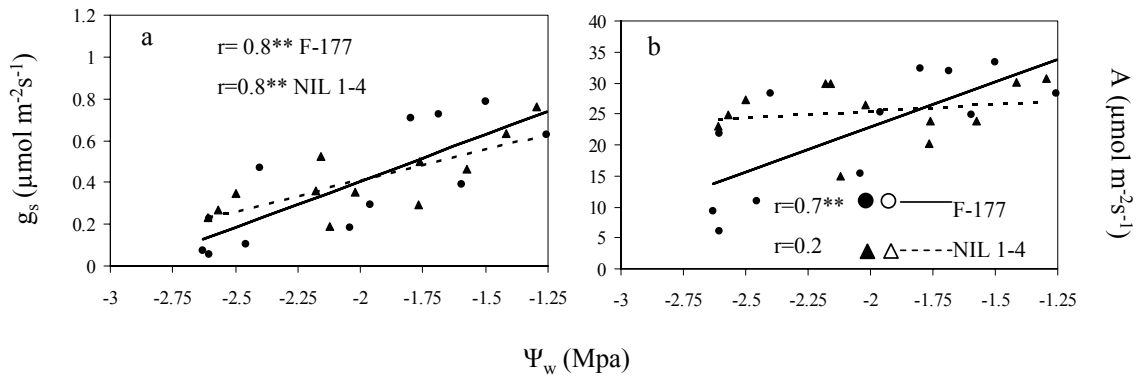 a
r= 0.8** F-177
r=0.8** NIL 1-4
1.2
1
0.8
0.6
0.4
0.2
0
-3 -2.75 -2.5 -2.25 -2 -1.75 -1.5 -1.25
gₛ (µmol m⁻²s⁻¹)
b
40
35
30
25
20
15
10
5
0
r=0.7** F-177
r=0.2 NIL 1-4
-3 -2.75 -2.5 -2.25 -2 -1.75 -1.5 -1.25
A (µmol m⁻²s⁻¹)
Ψw (Mpa)